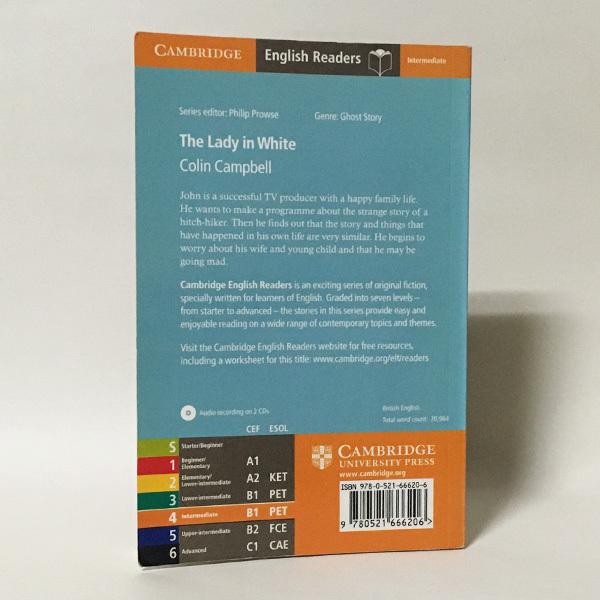 CAMBRIDGE English Readers Intermediate
Series editor: Philip Prowse Genre: Ghost Story
The Lady in White
Colin Campbell
John is a successful TV producer with a happy family life.
He wants to make a programme about the strange story of a
hitch-hiker. Then he finds out that the story and things that
have happened in his own life are very similar. He begins to
worry about his wife and young child and that he may be
going mad.
Cambridge English Readers is an exciting series of original fiction,
specially written for learners of English. Graded into seven levels –
from starter to advanced – the stories in this series provide easy and
enjoyable reading on a wide range of contemporary topics and themes.
Visit the Cambridge English Readers website for free resources,
including a worksheet for this title: www.cambridge.org/elt/readers
Audio recording on 2 CDs
British English
Total word count:
CEF ESOL
S Starter/Beginner
1 Beginner/Elementary A1
2 Elementary/Lower-intermediate A2 KET
3 Lower-intermediate B1 PET
4 Intermediate B1 PET
5 Upper-intermediate B2 FCE
6 Advanced C1 CAE
CAMBRIDGE
UNIVERSITY PRESS
www.cambridge.org
ISBN 978-0-521-66620-6
9 780521 666206 >